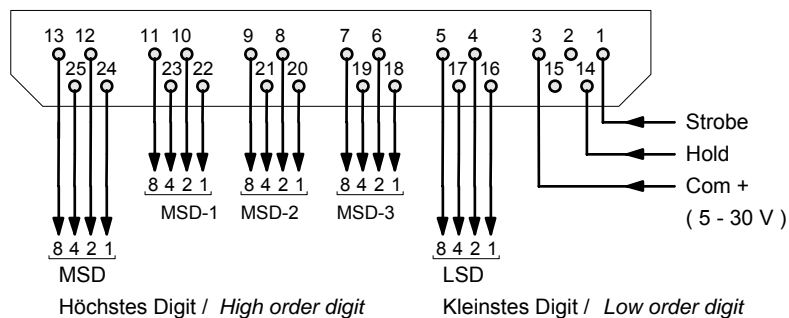 13 12 11 10 9 8 7 6 5 4 3 2 1
25 24 23 22 21 20 19 18 17 16 15 14
Strobe
Hold
Com +
( 5 - 30 V )
8 4 2 1 8 4 2 1 8 4 2 1
MSD-1 MSD-2 MSD-3
8 4 2 1 8 4 2 1
MSD LSD
Höchstes Digit / High order digit Kleinstes Digit / Low order digit